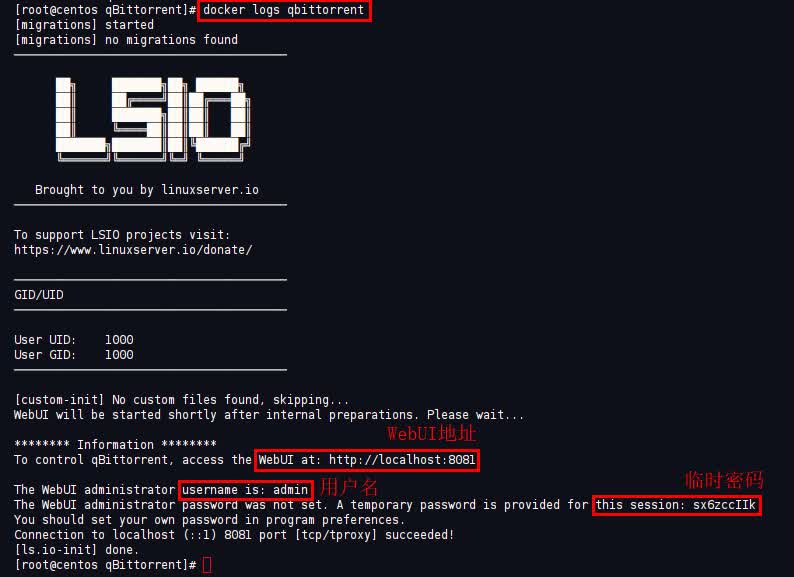 [root@centos qBittorrent]# docker logs qbittorrent
[migrations] started
[migrations] no migrations found
LSIO
Brought to you by linuxserver.io
To support LSIO projects visit:
https://www.linuxserver.io/donate/
GID/UID
User UID:    1000
User GID:    1000
[custom-init] No custom files found, skipping...
WebUI will be started shortly after internal preparations. Please wait...
******** Information ********
WebUI地址
To control qBittorrent, access the WebUI at: http://localhost:8081
临时密码
The WebUI administrator username is: admin 用户名
The WebUI administrator password was not set. A temporary password is provided for this session: sx6zccIIk
You should set your own password in program preferences.
Connection to localhost (::1) 8081 port [tcp/tproxy] succeeded!
[ls.io-init] done.
[root@centos qBittorrent]#